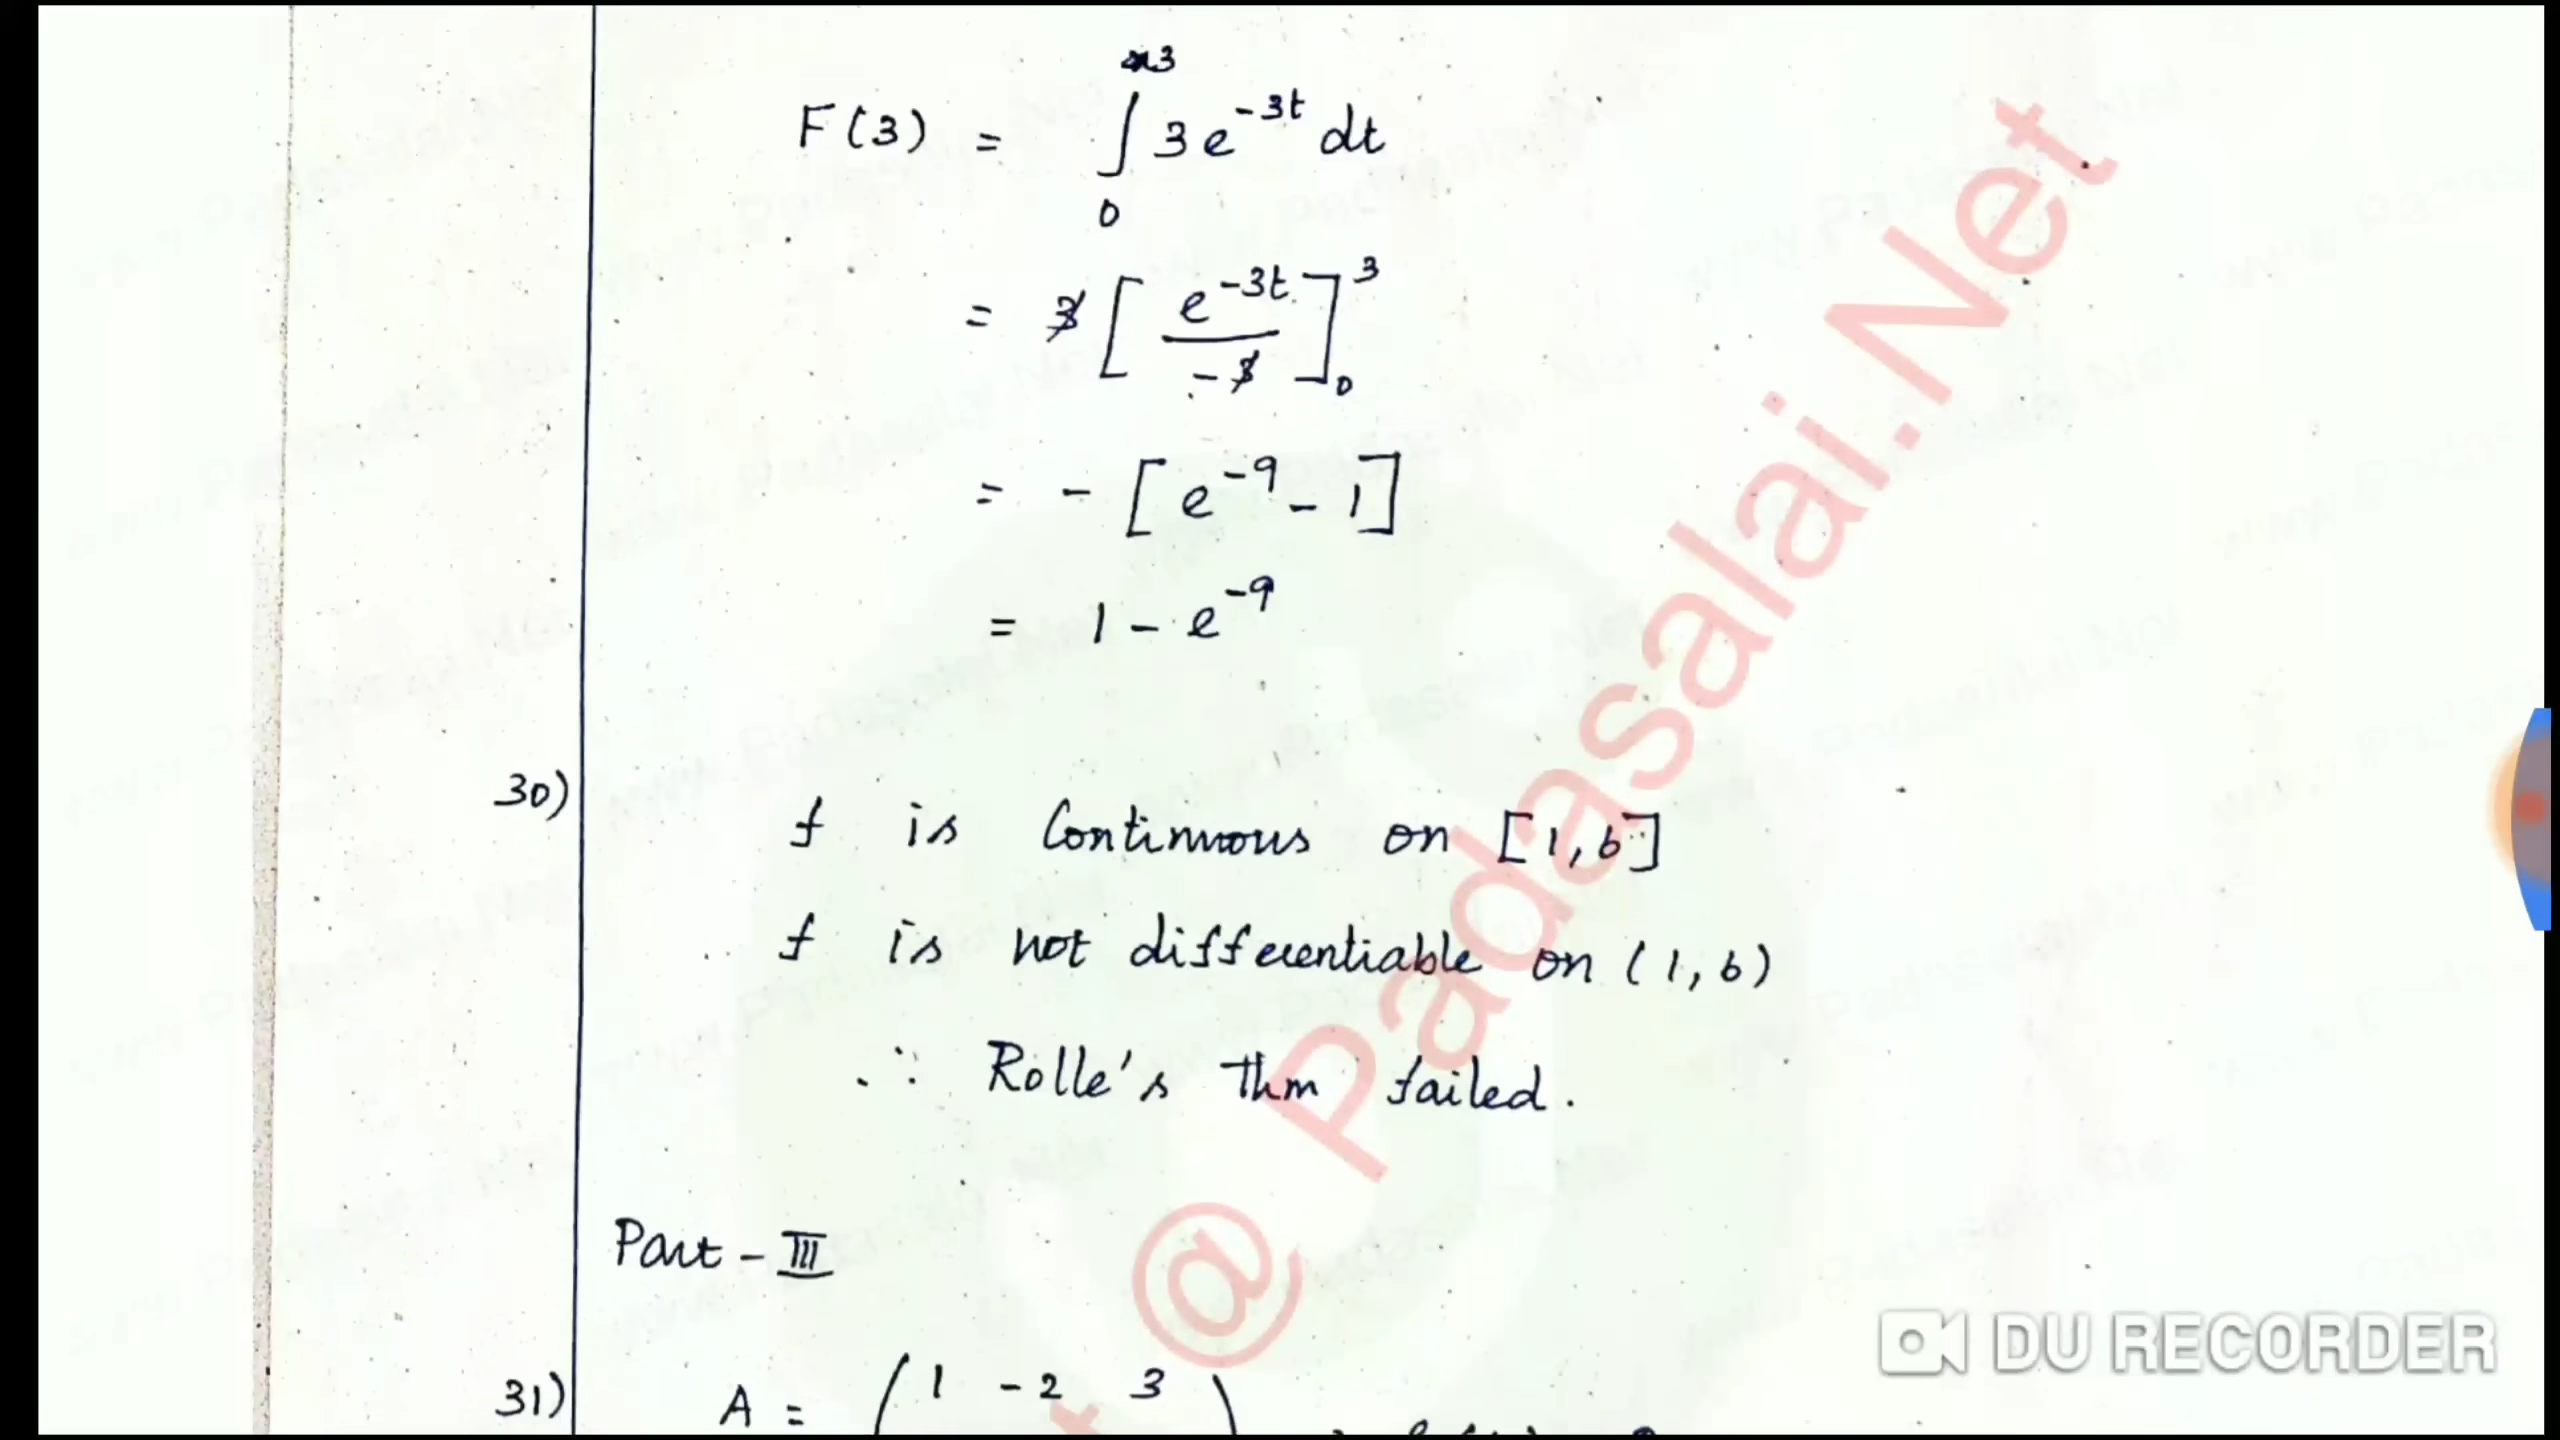 F(3) = ∫₀³ 3e^{-3t} dt
= 3 [ e^{-3t} / -3 ]₀³
= - [ e^{-9} - 1 ]
= 1 - e^{-9}
30) f is Continuous on [1, 6]
f is not differentiable on (1, 6)
∴ Rolle's thm failed.
Part - III
31) A = ( 1 -2 3 )
@ Padasalai.Net
DU RECORDER